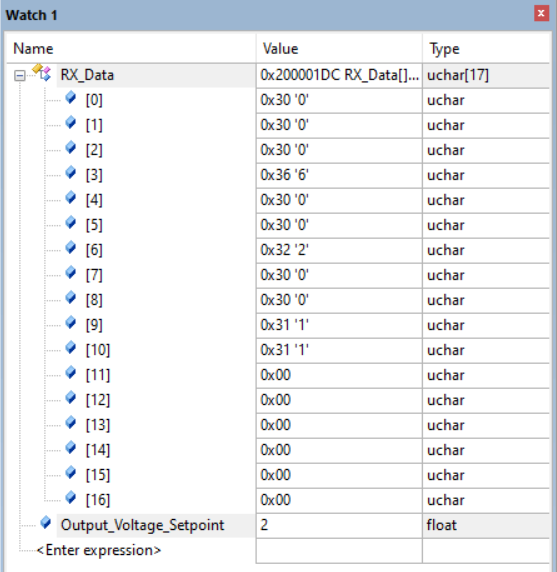 Watch 1
Name Value Type
RX_Data 0x200001DC RX_Data[]... uchar[17]
[0] 0x30 '0' uchar
[1] 0x30 '0' uchar
[2] 0x30 '0' uchar
[3] 0x36 '6' uchar
[4] 0x30 '0' uchar
[5] 0x30 '0' uchar
[6] 0x32 '2' uchar
[7] 0x30 '0' uchar
[8] 0x30 '0' uchar
[9] 0x31 '1' uchar
[10] 0x31 '1' uchar
[11] 0x00 uchar
[12] 0x00 uchar
[13] 0x00 uchar
[14] 0x00 uchar
[15] 0x00 uchar
[16] 0x00 uchar
Output_Voltage_Setpoint 2 float
<Enter expression>